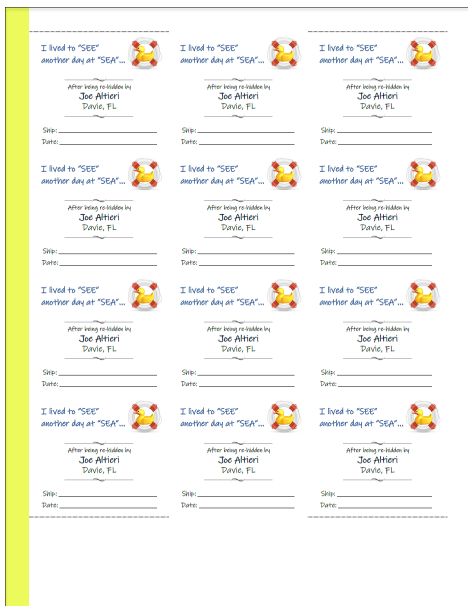 I lived to "SEE" I lived to "SEE" I lived to "SEE"
another day at "SEA"... another day at "SEA"... another day at "SEA"...
After being re-hidden by After being re-hidden by After being re-hidden by
Joe Altieri Joe Altieri Joe Altieri
Davie, FL Davie, FL Davie, FL
Ship: Ship: Ship:
Date: Date: Date:
I lived to "SEE" I lived to "SEE" I lived to "SEE"
another day at "SEA"... another day at "SEA"... another day at "SEA"...
After being re-hidden by After being re-hidden by After being re-hidden by
Joe Altieri Joe Altieri Joe Altieri
Davie, FL Davie, FL Davie, FL
Ship: Ship: Ship:
Date: Date: Date:
I lived to "SEE" I lived to "SEE" I lived to "SEE"
another day at "SEA"... another day at "SEA"... another day at "SEA"...
After being re-hidden by After being re-hidden by After being re-hidden by
Joe Altieri Joe Altieri Joe Altieri
Davie, FL Davie, FL Davie, FL
Ship: Ship: Ship:
Date: Date: Date:
I lived to "SEE" I lived to "SEE" I lived to "SEE"
another day at "SEA"... another day at "SEA"... another day at "SEA"...
After being re-hidden by After being re-hidden by After being re-hidden by
Joe Altieri Joe Altieri Joe Altieri
Davie, FL Davie, FL Davie, FL
Ship: Ship: Ship:
Date: Date: Date: